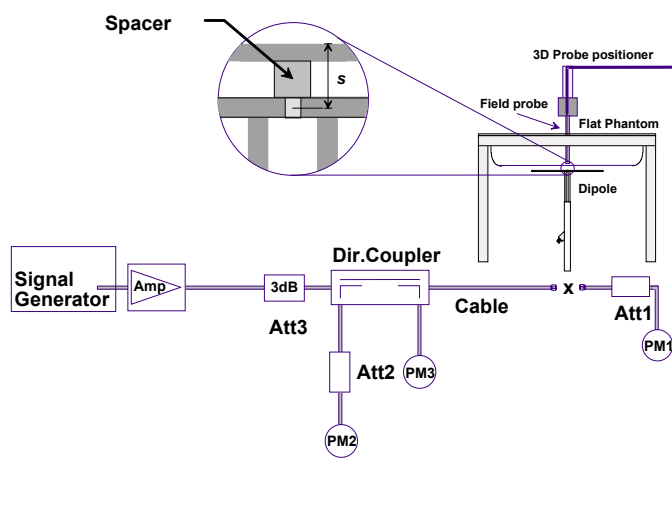 Spacer
s
3D Probe positioner
Field probe
Flat Phantom
Dipole
Signal
Generator
Amp
3dB
Att3
Dir.Coupler
Cable
x
Att1
PM1
Att2
PM3
PM2